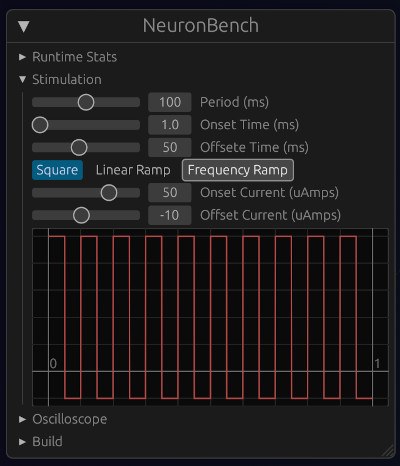 NeuronBench
Runtime Stats
Stimulation
100 Period (ms)
1.0 Onset Time (ms)
50 Offsete Time (ms)
Square Linear Ramp Frequency Ramp
50 Onset Current (uAmps)
-10 Offset Current (uAmps)
0 1
Oscilloscope
Build